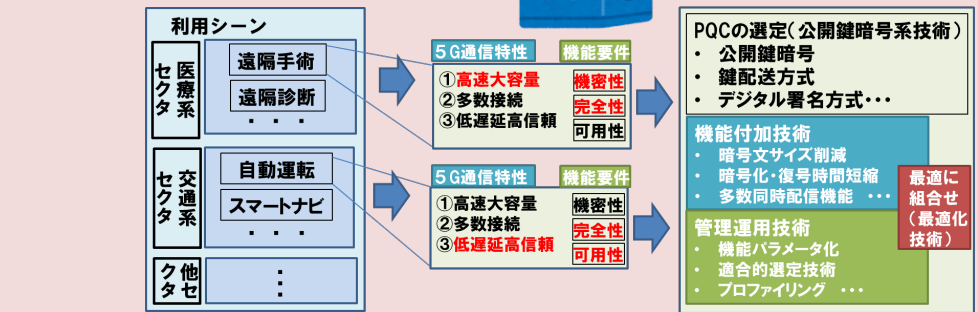 利用シーン
医療系
セクタ
遠隔手術
遠隔診断
・・・
交通系
セクタ
自動運転
スマートナビ
・・・
他セ
クタ
：
５Ｇ通信特性
機能要件
①高速大容量
②多数接続
③低遅延高信頼
機密性
完全性
可用性
５Ｇ通信特性
機能要件
①高速大容量
②多数接続
③低遅延高信頼
機密性
完全性
可用性
PQCの選定（公開鍵暗号系技術）
・ 公開鍵暗号
・ 鍵配送方式
・ デジタル署名方式・・・
機能付加技術
・ 暗号文サイズ削減
・ 暗号化・復号時間短縮
・ 多数同時配信機能 ・・・
管理運用技術
・ 機能パラメータ化
・ 適合的選定技術
・ プロファイリング ・・・
最適に
組合せ
（最適化
技術）